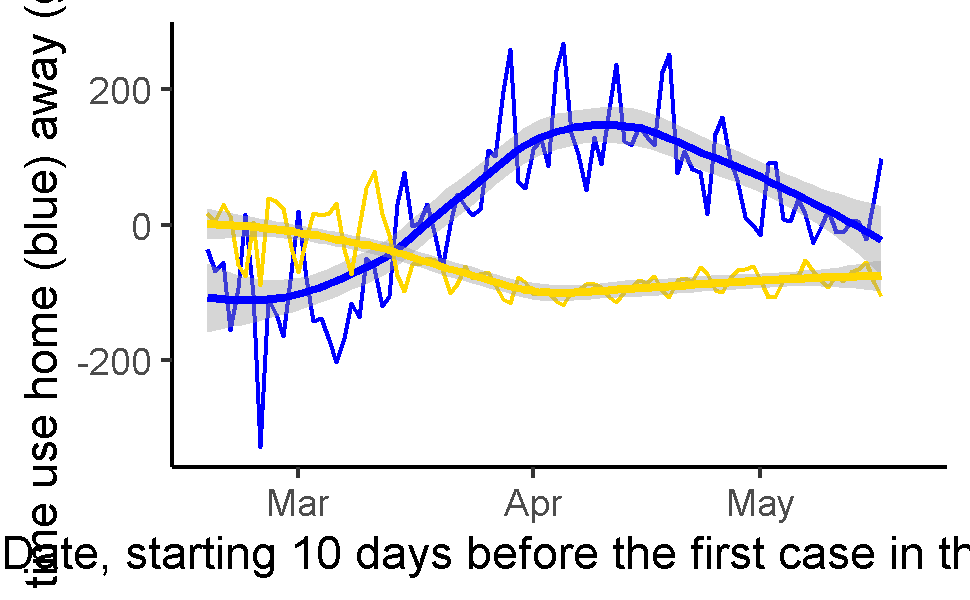 time use home (blue) away (
200
0
-200
Mar Apr May
Date, starting 10 days before the first case in th